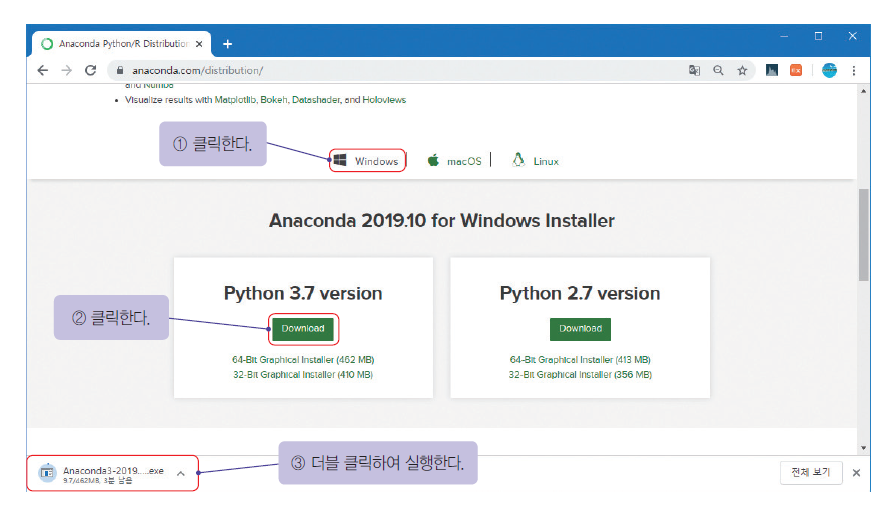 Anaconda Python/R Distribution
anaconda.com/distribution/
and Numba
Visualize results with Matplotlib, Bokeh, Datashader, and Holoviews
① 클릭한다.
Windows
macOS
Linux
Anaconda 2019.10 for Windows Installer
Python 3.7 version
Python 2.7 version
② 클릭한다.
Download
Download
64-Bit Graphical Installer (462 MB)
64-Bit Graphical Installer (413 MB)
32-Bit Graphical Installer (410 MB)
32-Bit Graphical Installer (356 MB)
③ 더블 클릭하여 실행한다.
Anaconda3-2019.....exe
9.7/462MB, 3분 남음
전체 보기